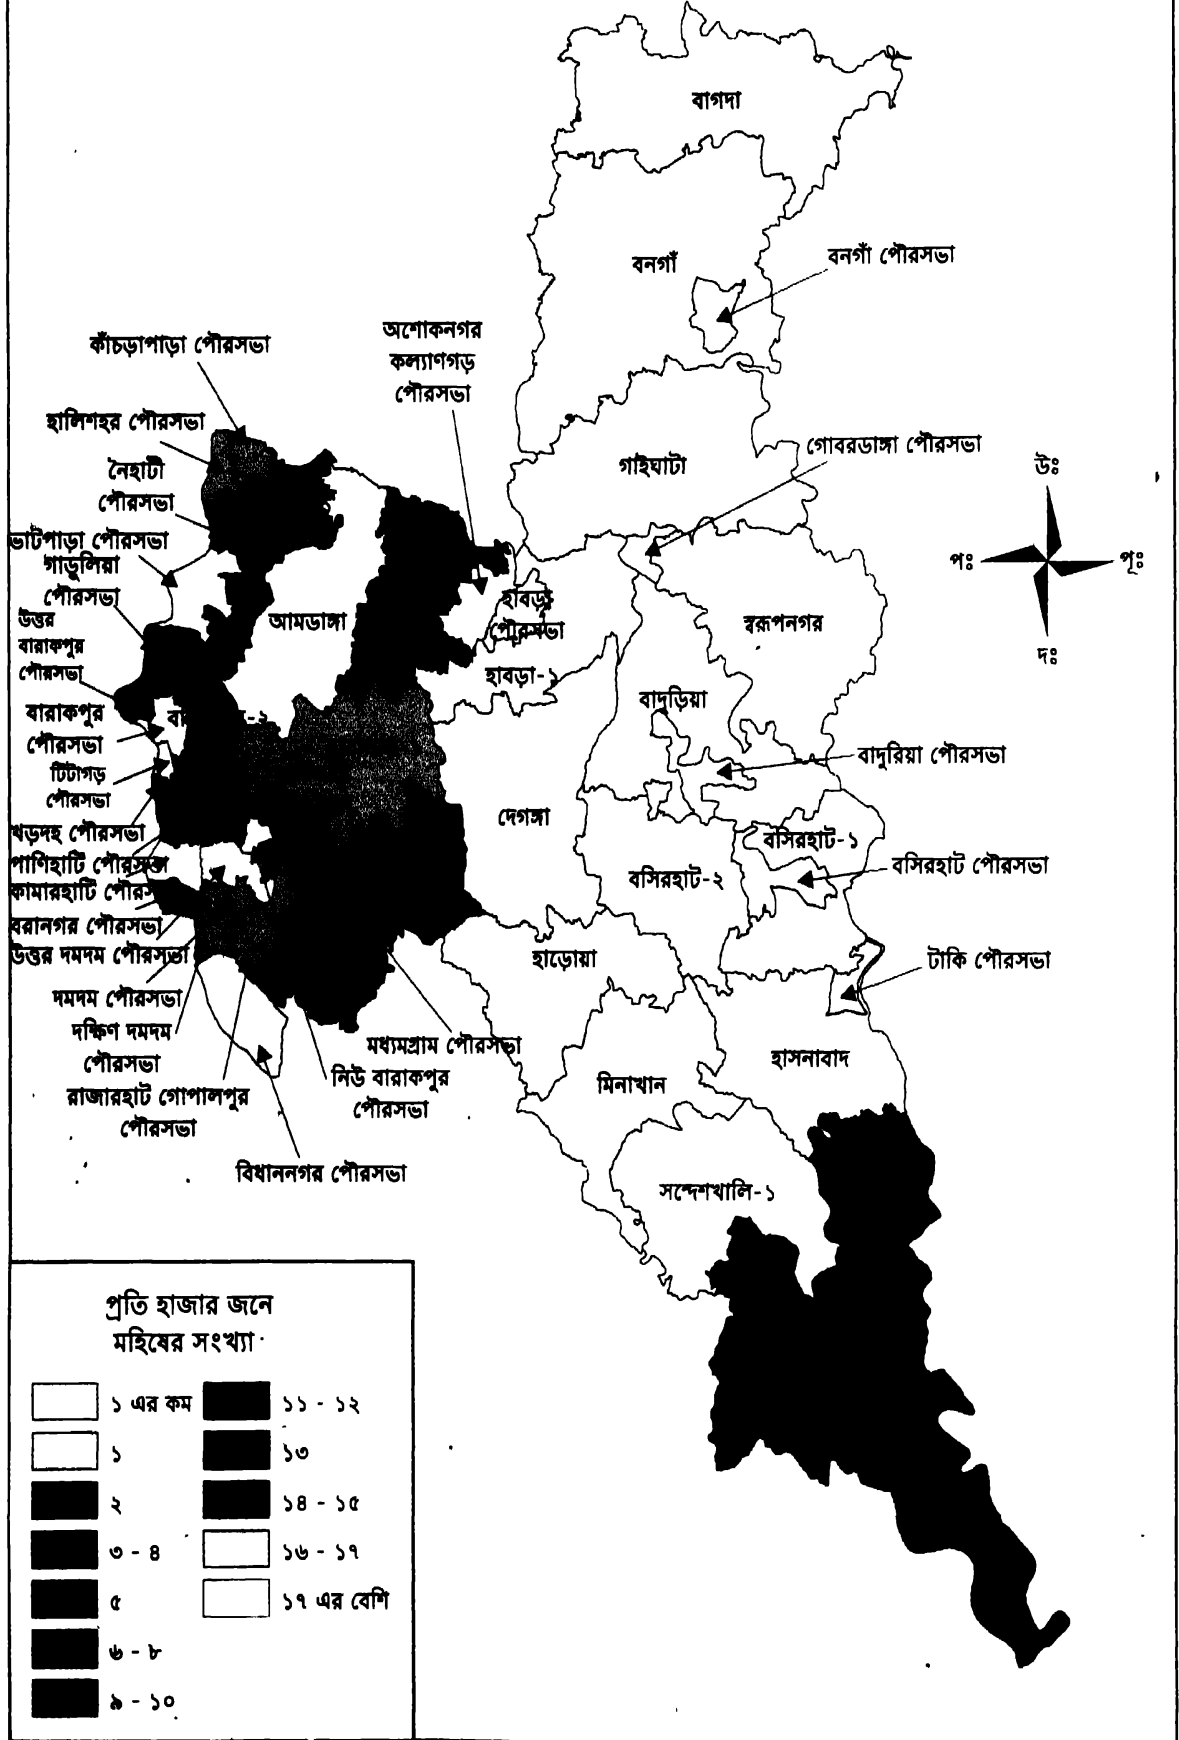 বাগদা
বনগাঁ
বনগাঁ পৌরসভা
অশোকনগর
কল্যাণগড়
পৌরসভা
কাঁচড়াপাড়া পৌরসভা
হালিশহর পৌরসভা
নৈহাটী
পৌরসভা
গাইঘাটা
গোবরডাঙ্গা পৌরসভা
উঃ
পঃ
পূঃ
দঃ
ভাটপাড়া পৌরসভা
গাড়ুলিয়া
পৌরসভা
উত্তর
বারাকপুর
পৌরসভা
আমডাঙ্গা
হাবড়া
পৌরসভা
হাবড়া-১
স্বরূপনগর
বাদুড়িয়া
বারাকপুর
পৌরসভা
টিটাগড়
পৌরসভা
বাদুরিয়া পৌরসভা
খড়দহ পৌরসভা
পাণিহাটি পৌরসভা
কামারহাটি
বরানগর পৌরসভা
উত্তর দমদম পৌরসভা
দেগঙ্গা
বসিরহাট-১
বসিরহাট-২
বসিরহাট পৌরসভা
দমদম পৌরসভা
দক্ষিণ দমদম
পৌরসভা
রাজারহাট গোপালপুর
পৌরসভা
হাড়োয়া
টাকি পৌরসভা
মধ্যমগ্রাম পৌরসভা
নিউ বারাকপুর
পৌরসভা
মিনাখান
হাসনাবাদ
বিধাননগর পৌরসভা
সন্দেশখালি-১
প্রতি হাজার জনে
মহিষের সংখ্যা
১ এর কম
১
২
৩ - ৪
৫
৬ - ৮
৯ - ১০
১১ - ১২
১৩
১৪ - ১৫
১৬ - ১৭
১৭ এর বেশি